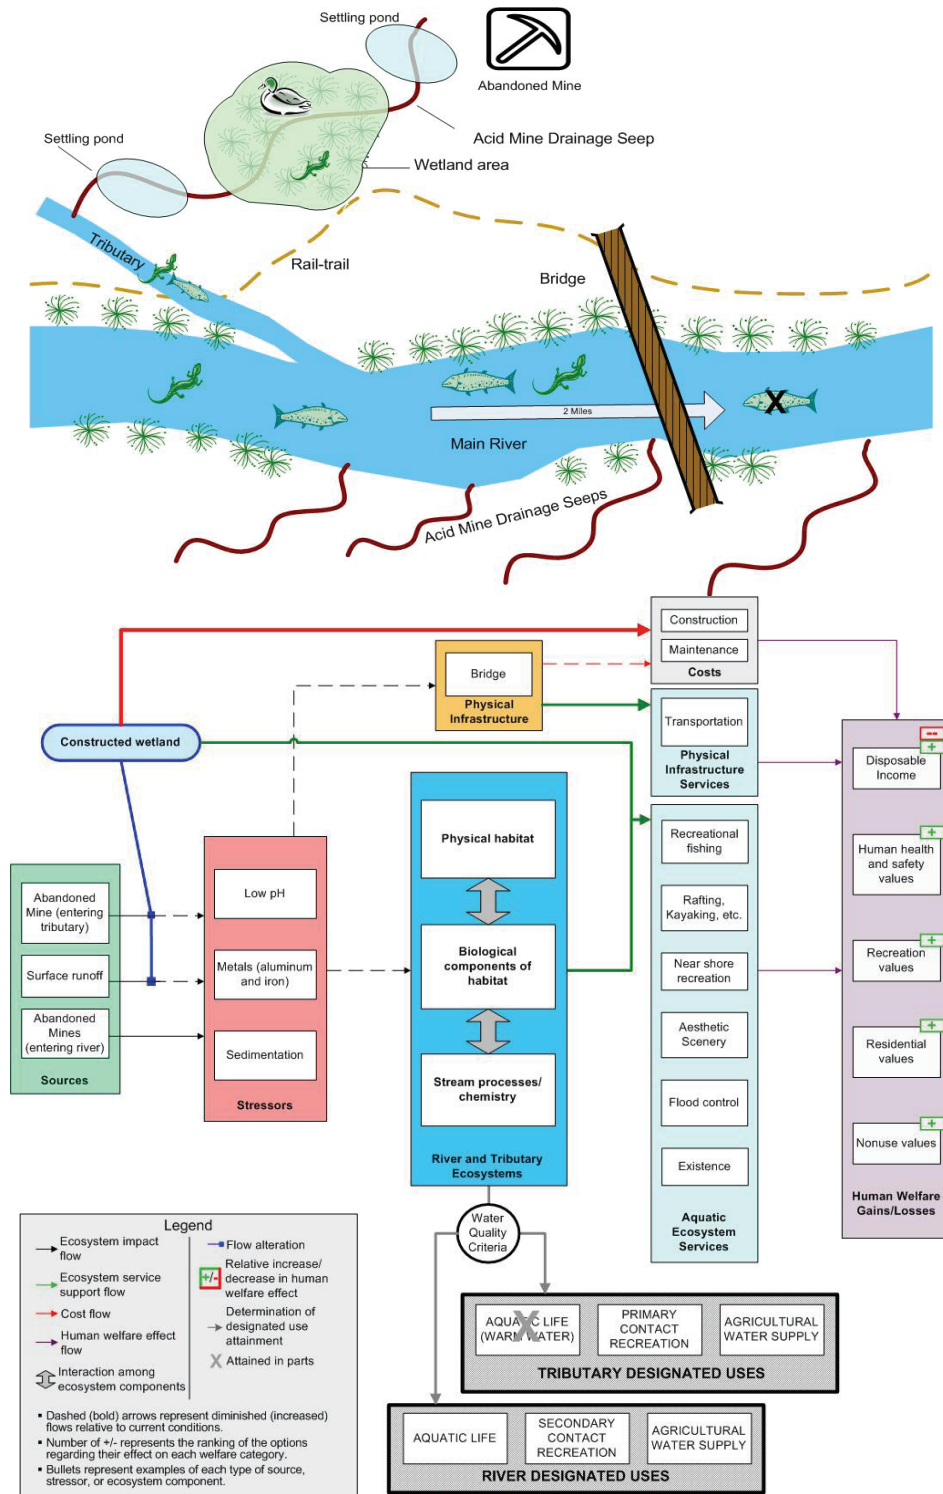 Settling pond
Abandoned Mine
Acid Mine Drainage Seep
Settling pond
Wetland area
Tributary
Rail-trail
Bridge
2 Miles
Main River
Acid Mine Drainage Seeps
Construction
Maintenance
Costs
Bridge
Physical
Infrastructure
Transportation
Physical
Infrastructure
Services
Constructed wetland
--
+
Disposable
Income
+
Human health
and safety
values
+
Recreation
values
+
Residential
values
+
Nonuse values
Human Welfare
Gains/Losses
Physical habitat
Biological
components of
habitat
Stream processes/
chemistry
River and Tributary
Ecosystems
Recreational
fishing
Rafting,
Kayaking, etc.
Near shore
recreation
Aesthetic
Scenery
Flood control
Existence
Aquatic
Ecosystem
Services
Abandoned
Mine (entering
tributary)
Surface runoff
Abandoned
Mines (entering
river)
Sources
Low pH
Metals (aluminum
and iron)
Sedimentation
Stressors
Water
Quality
Criteria
AQUATIC LIFE
(WARM WATER)
X
PRIMARY
CONTACT
RECREATION
AGRICULTURAL
WATER SUPPLY
TRIBUTARY DESIGNATED USES
AQUATIC LIFE
SECONDARY
CONTACT
RECREATION
AGRICULTURAL
WATER SUPPLY
RIVER DESIGNATED USES
Legend
Ecosystem impact
flow
Ecosystem service
support flow
Cost flow
Human welfare effect
flow
Interaction among
ecosystem components
Flow alteration
+/-
Relative increase/
decrease in human
welfare effect
Determination of
designated use
attainment
X Attained in parts
▪ Dashed (bold) arrows represent diminished (increased)
flows relative to current conditions.
▪ Number of +/- represents the ranking of the options
regarding their effect on each welfare category.
▪ Bullets represent examples of each type of source,
stressor, or ecosystem component.